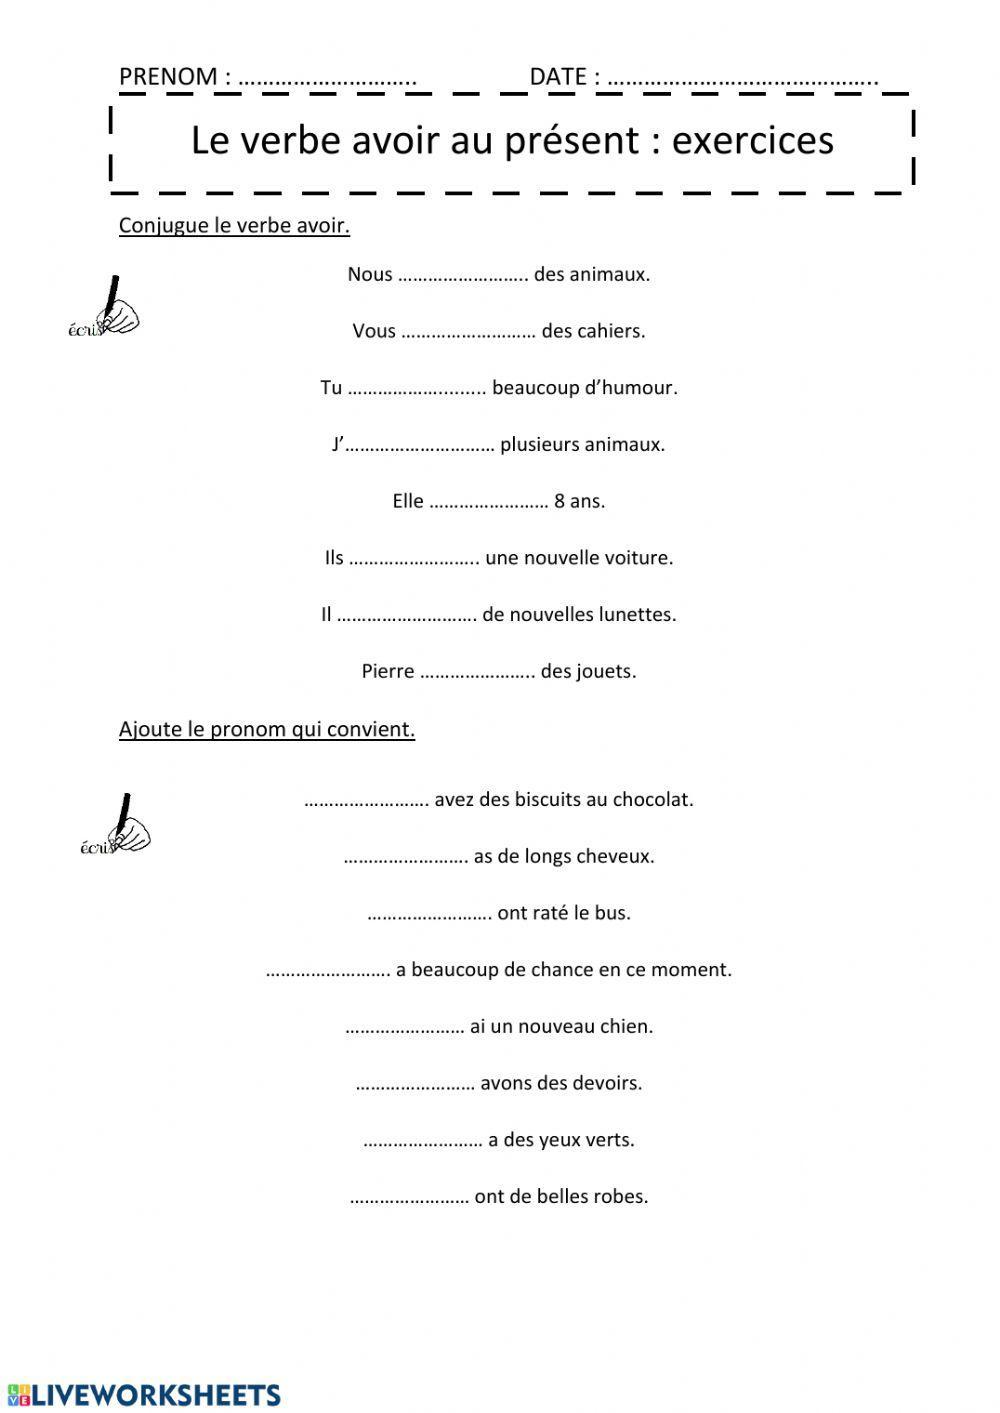 PRENOM : ……………………….. DATE : ……………………………………..
Le verbe avoir au présent : exercices
Conjugue le verbe avoir.
écris
Nous …………………….. des animaux.
Vous ……………………… des cahiers.
Tu ………………......... beaucoup d’humour.
J’………………………… plusieurs animaux.
Elle …………………… 8 ans.
Ils …………………….. une nouvelle voiture.
Il ………………………. de nouvelles lunettes.
Pierre ………………….. des jouets.
Ajoute le pronom qui convient.
écris
……………………. avez des biscuits au chocolat.
……………………. as de longs cheveux.
……………………. ont raté le bus.
……………………. a beaucoup de chance en ce moment.
…………………… ai un nouveau chien.
…………………… avons des devoirs.
…………………… a des yeux verts.
…………………… ont de belles robes.
LIVE LIVEWORKSHEETS